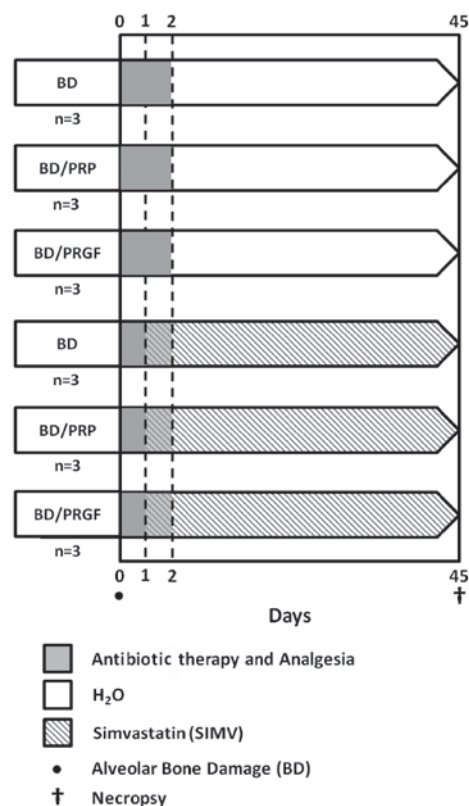 0 1 2 45
BD
n=3
BD/PRP
n=3
BD/PRGF
n=3
BD
n=3
BD/PRP
n=3
BD/PRGF
n=3
0 1 2 45
• †
Days
Antibiotic therapy and Analgesia
H₂O
Simvastatin (SIMV)
• Alveolar Bone Damage (BD)
† Necropsy